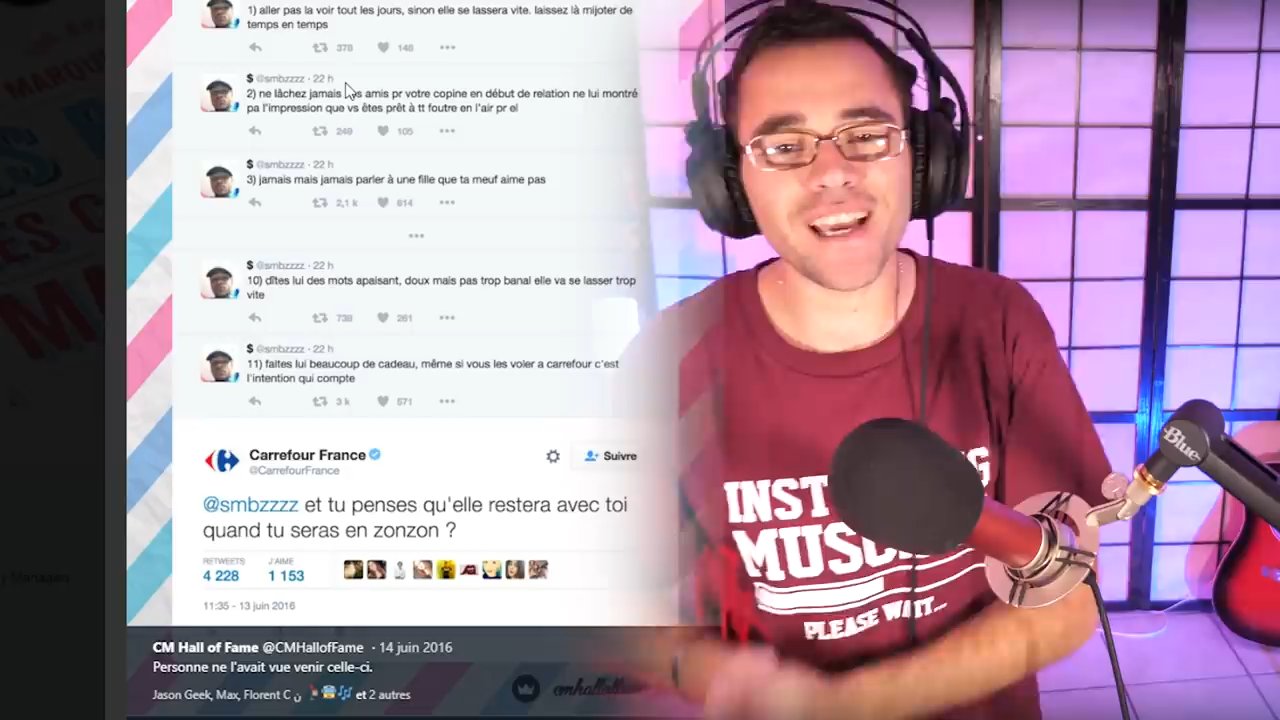 1) aller pas la voir tout les jours, sinon elle se lassera vite. laissez là mijoter de
temps en temps
378 146
$ @smbzzzz · 22 h
2) ne lâchez jamais amis pr votre copine en début de relation ne lui montré
pa l'impression que vs êtes prêt à tt foutre en l'air pr el
249 105
$ @smbzzzz · 22 h
3) jamais mais jamais parler à une fille que ta meuf aime pas
2,1 k 614
$ @smbzzzz · 22 h
10) dîtes lui des mots apaisant, doux mais pas trop banal elle va se lasser trop
vite
738 261
$ @smbzzzz · 22 h
11) faites lui beaucoup de cadeau, même si vous les voler a carrefour c'est
l'intention qui compte
3 k 571
Carrefour France
@CarrefourFrance
Suivre
@smbzzzz et tu penses qu'elle restera avec toi
quand tu seras en zonzon ?
RETWEETS J'AIME
4 228 1 153
11:35 - 13 juin 2016
CM Hall of Fame @CMHallofFame · 14 juin 2016
Personne ne l'avait vue venir celle-ci.
Jason Geek, Max, Florent C et 2 autres
Blue
PLEASE WAIT...